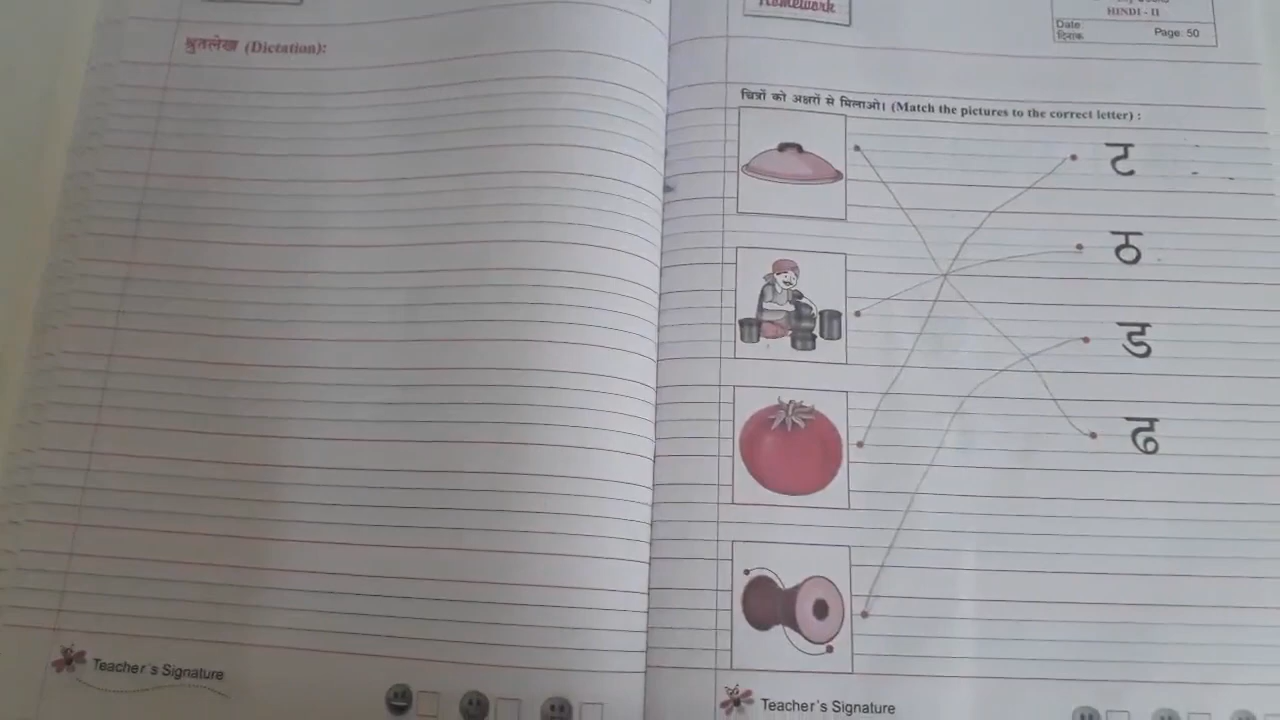 श्रुतलेख (Dictation):
Teacher's Signature
Homework
HINDI - II
Date
दिनांक
Page: 50
चित्रों को अक्षरों से मिलाओ। (Match the pictures to the correct letter) :
ट
ठ
ड
ढ
Teacher's Signature